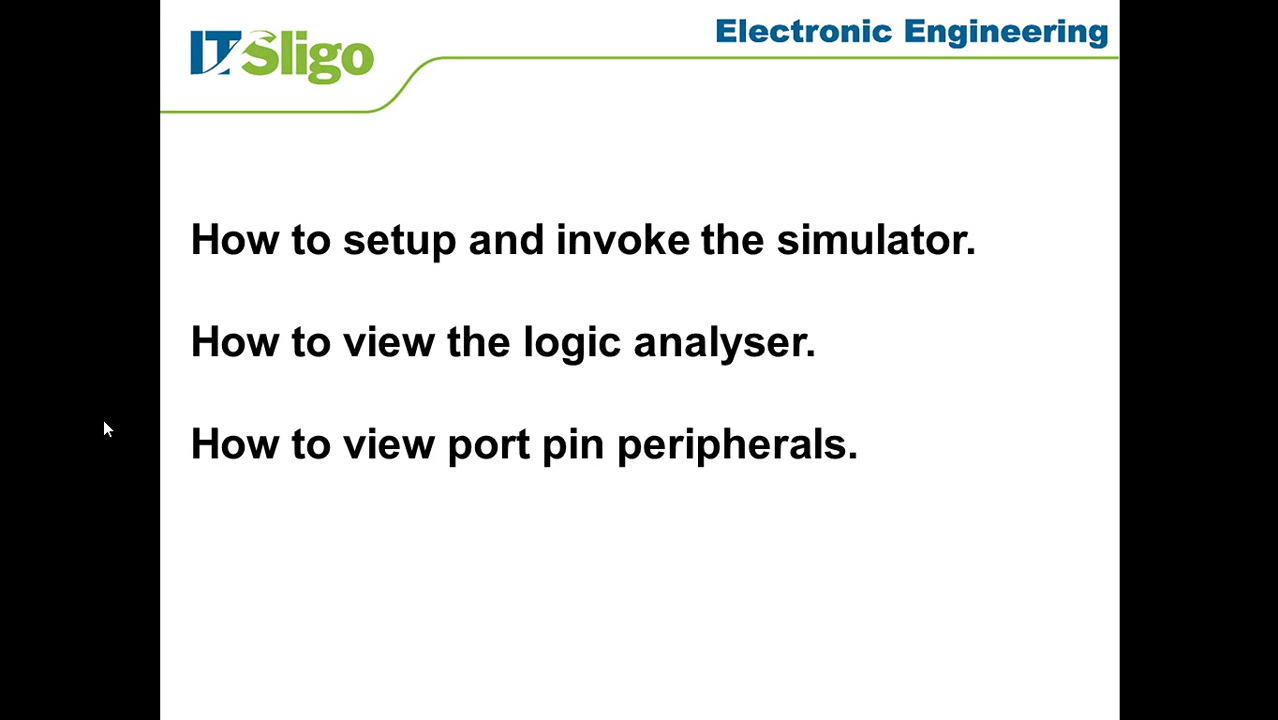 ITSligo
Electronic Engineering
How to setup and invoke the simulator.
How to view the logic analyser.
How to view port pin peripherals.